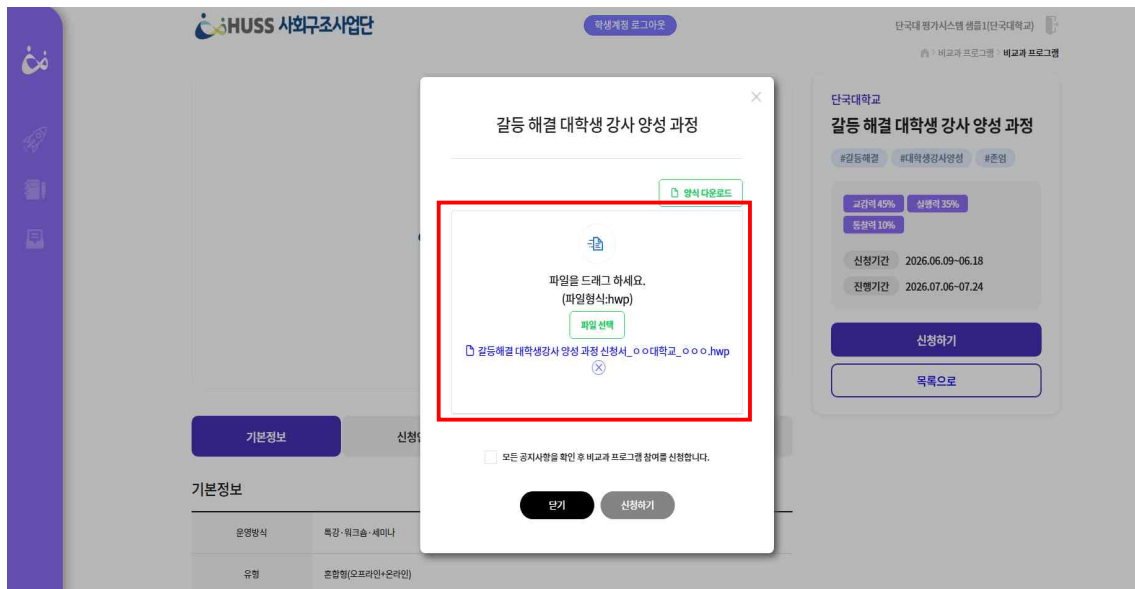 HUSS 사회구조사업단
학생계정 로그아웃
단국대 평가시스템 샘플1(단국대학교)
비교과 프로그램 > 비교과 프로그램
갈등 해결 대학생 강사 양성 과정
양식 다운로드
파일을 드래그 하세요.
(파일형식:hwp)
파일 선택
갈등해결 대학생강사 양성 과정 신청서_ㅇㅇ대학교_ㅇㅇㅇ.hwp
모든 공지사항을 확인 후 비교과 프로그램 참여를 신청합니다.
닫기 신청하기
단국대학교
갈등 해결 대학생 강사 양성 과정
#갈등해결 #대학생강사양성 #존엄
교감력 45% 실행력 35%
통찰력 10%
신청기간 2026.06.09~06.18
진행기간 2026.07.06~07.24
신청하기
목록으로
기본정보 신청
기본정보
운영방식 특강·워크숍·세미나
유형 혼합형(오프라인+온라인)